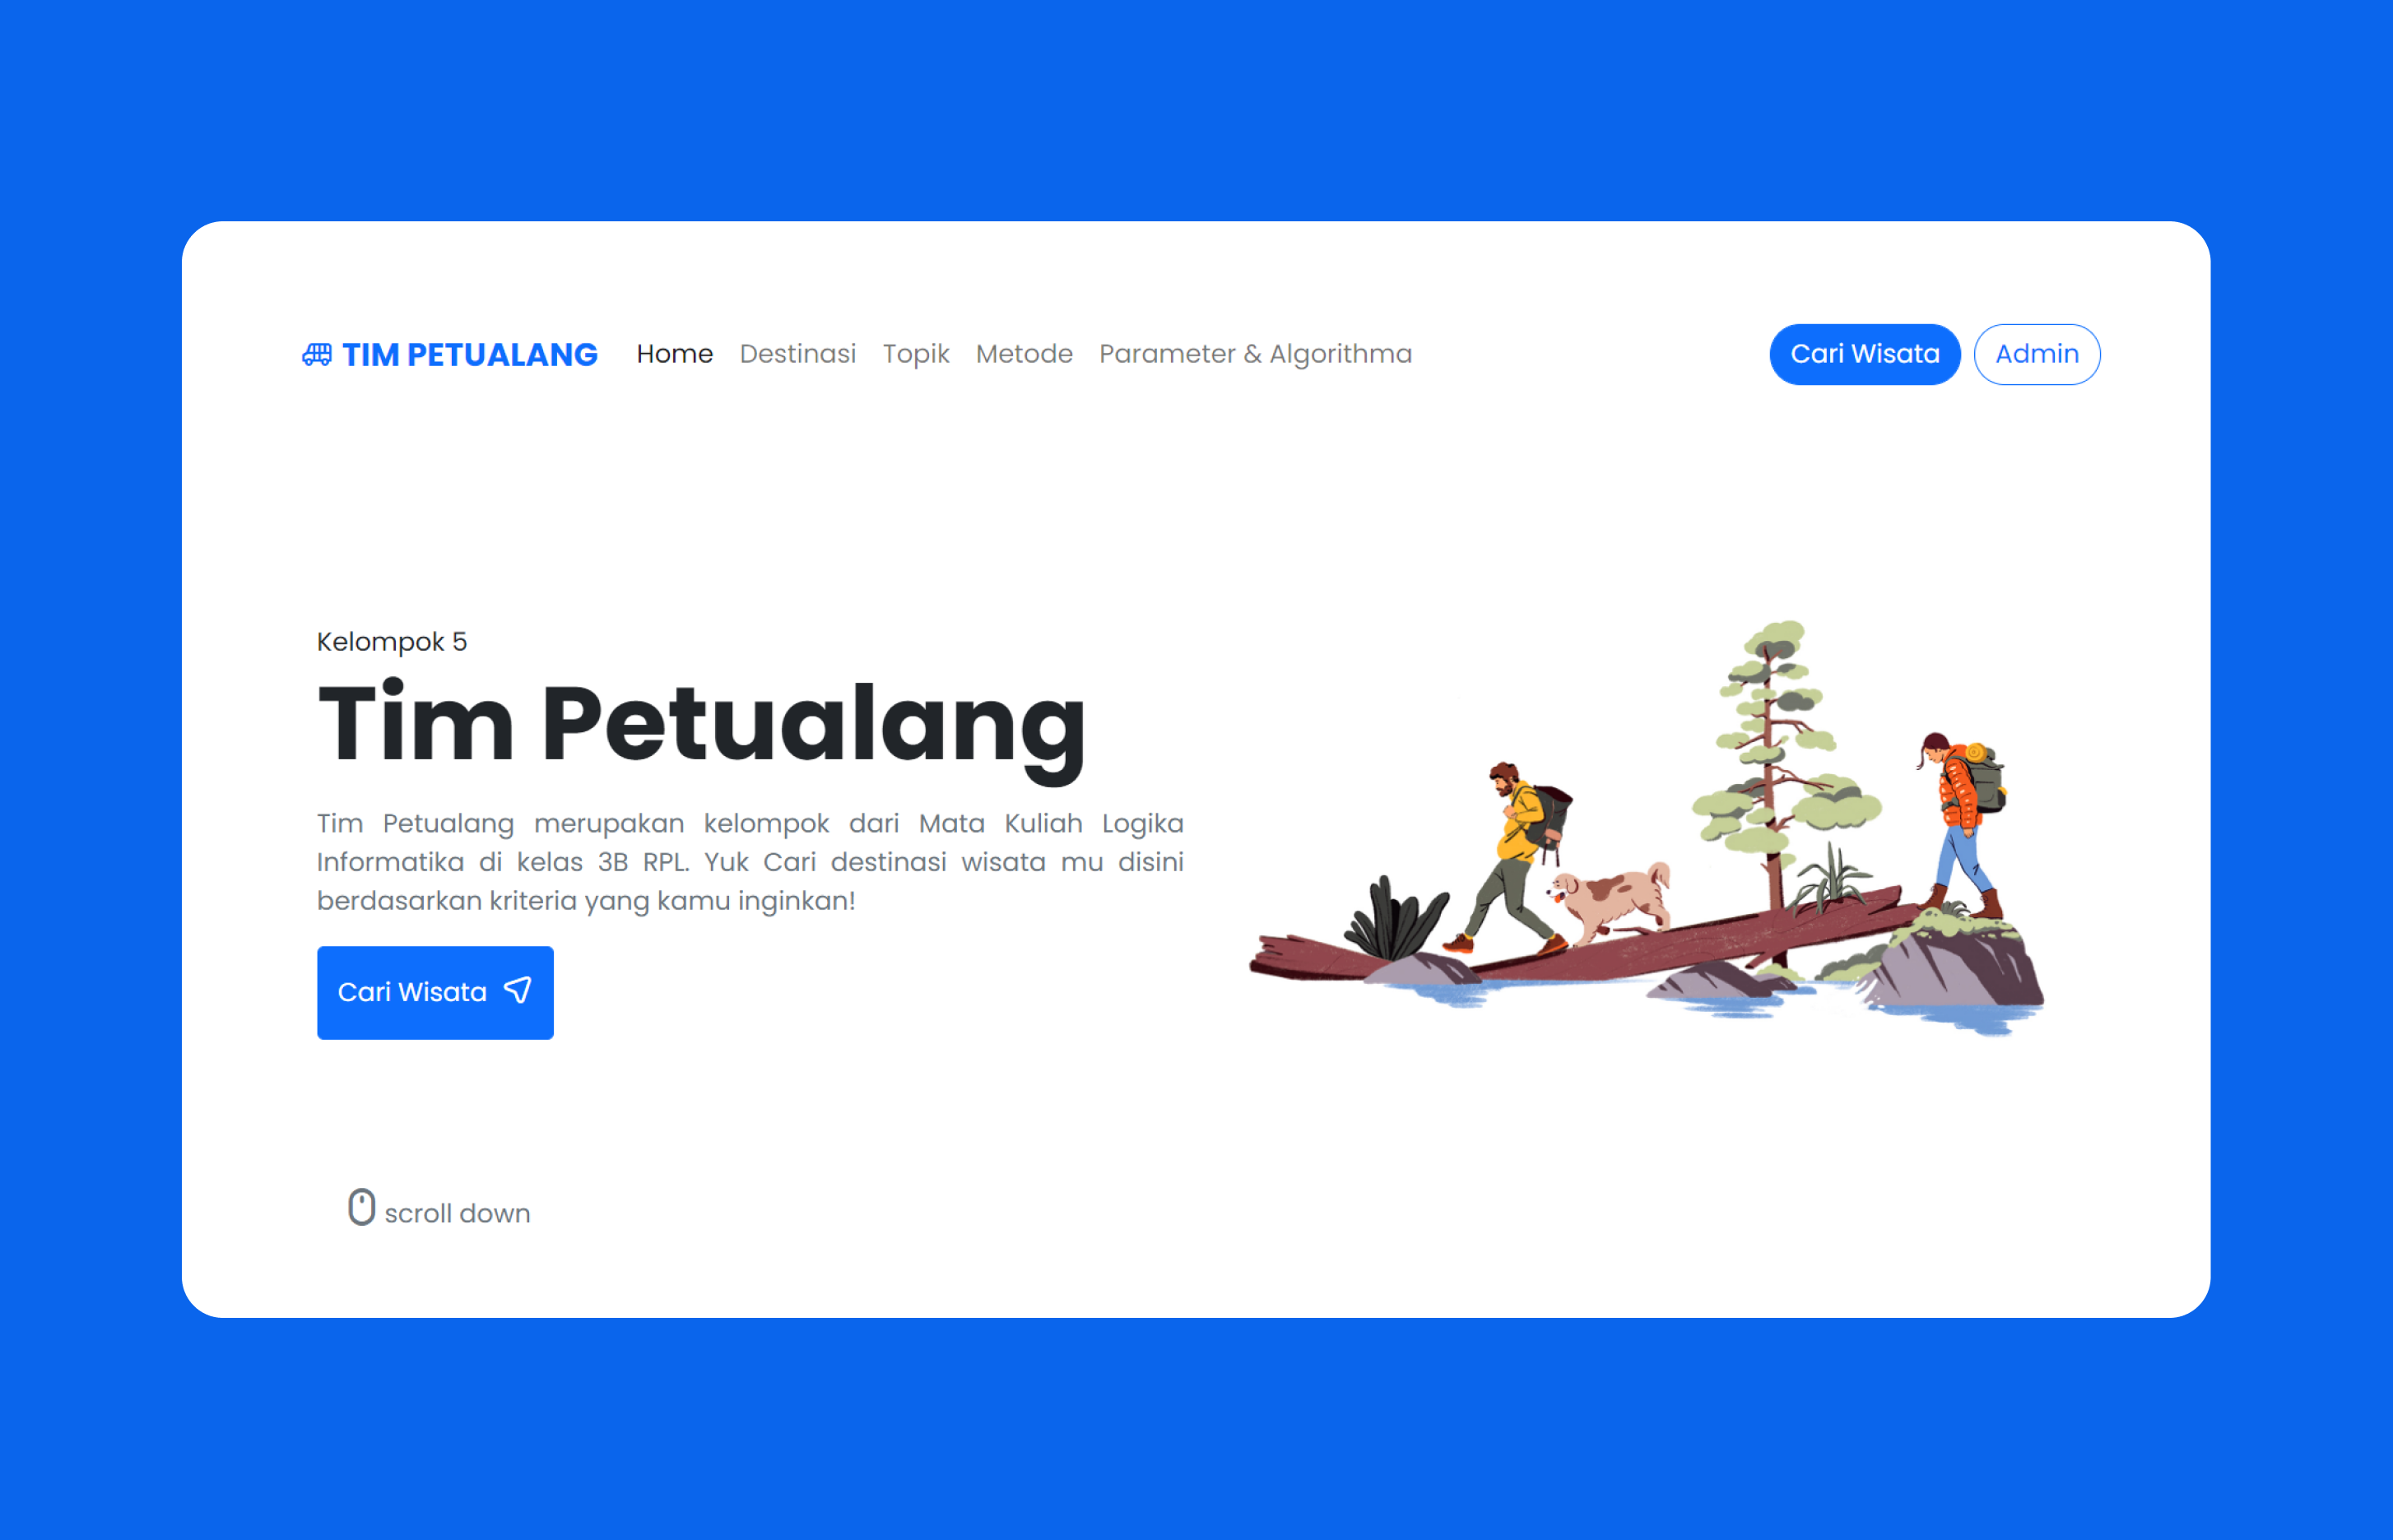 TIM PETUALANG Home Destinasi Topik Metode Parameter & Algorithma Cari Wisata Admin
Kelompok 5
Tim Petualang
Tim Petualang merupakan kelompok dari Mata Kuliah Logika
Informatika di kelas 3B RPL. Yuk Cari destinasi wisata mu disini
berdasarkan kriteria yang kamu inginkan!
Cari Wisata
scroll down